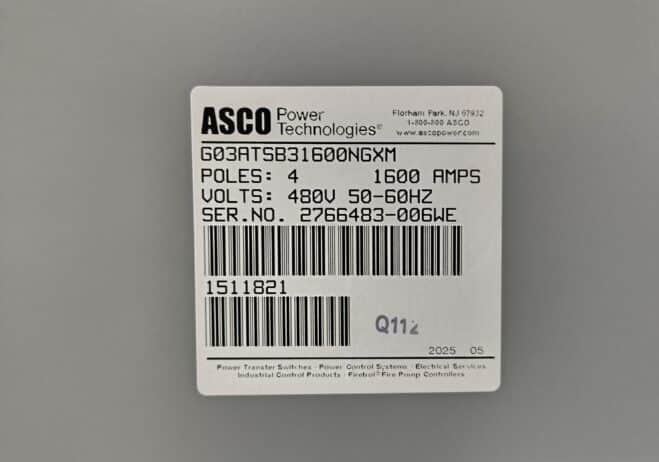 ASCO Power Technologies®
Florham Park, NJ 07932
1-800-800 ASCO
www.ascopower.com
G03ATSB31600NGXM
POLES: 4 1600 AMPS
VOLTS: 480V 50-60HZ
SER.NO. 2766483-006WE
1511821
Q112
2025 05
Power Transfer Switches · Power Control Systems · Electrical Services
Industrial Control Products · Firetrol® Fire Pump Controllers